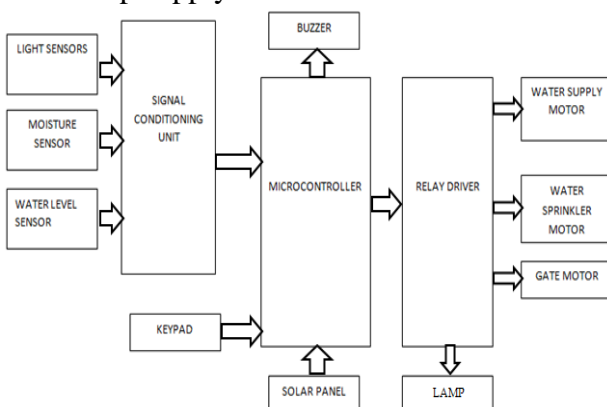 BUZZER
LIGHT SENSORS
SIGNAL
CONDITIONING
UNIT
MOISTURE
SENSOR
WATER LEVEL
SENSOR
MICROCONTROLLER
RELAY DRIVER
WATER SUPPLY
MOTOR
WATER
SPRINKLER
MOTOR
GATE MOTOR
KEYPAD
SOLAR PANEL
LAMP